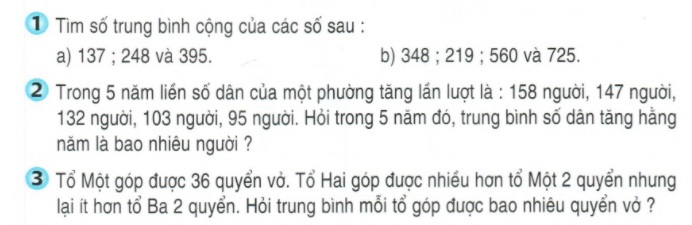 1 Tìm số trung bình cộng của các số sau :
a) 137 ; 248 và 395. b) 348 ; 219 ; 560 và 725.
2 Trong 5 năm liền số dân của một phường tăng lần lượt là : 158 người, 147 người,
132 người, 103 người, 95 người. Hỏi trong 5 năm đó, trung bình số dân tăng hằng
năm là bao nhiêu người ?
3 Tổ Một góp được 36 quyển vở. Tổ Hai góp được nhiều hơn tổ Một 2 quyển nhưng
lại ít hơn tổ Ba 2 quyển. Hỏi trung bình mỗi tổ góp được bao nhiêu quyển vở ?